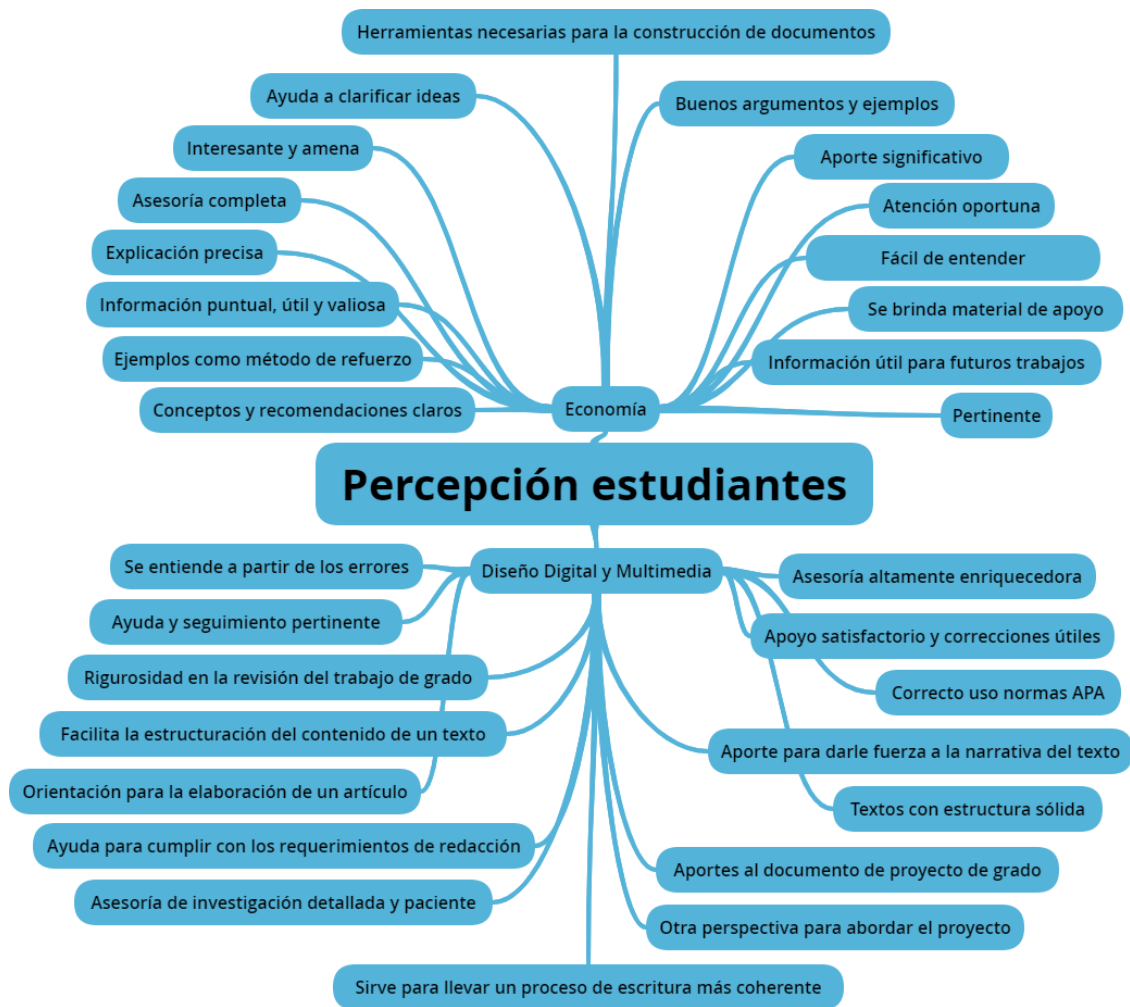 Herramientas necesarias para la construcción de documentos
Ayuda a clarificar ideas
Buenos argumentos y ejemplos
Interesante y amena
Aporte significativo
Asesoría completa
Atención oportuna
Explicación precisa
Fácil de entender
Información puntual, útil y valiosa
Se brinda material de apoyo
Ejemplos como método de refuerzo
Información útil para futuros trabajos
Conceptos y recomendaciones claros
Economía
Pertinente
Percepción estudiantes
Se entiende a partir de los errores
Diseño Digital y Multimedia
Asesoría altamente enriquecedora
Ayuda y seguimiento pertinente
Apoyo satisfactorio y correcciones útiles
Rigurosidad en la revisión del trabajo de grado
Correcto uso normas APA
Facilita la estructuración del contenido de un texto
Aporte para darle fuerza a la narrativa del texto
Orientación para la elaboración de un artículo
Textos con estructura sólida
Ayuda para cumplir con los requerimientos de redacción
Aportes al documento de proyecto de grado
Asesoría de investigación detallada y paciente
Otra perspectiva para abordar el proyecto
Sirve para llevar un proceso de escritura más coherente